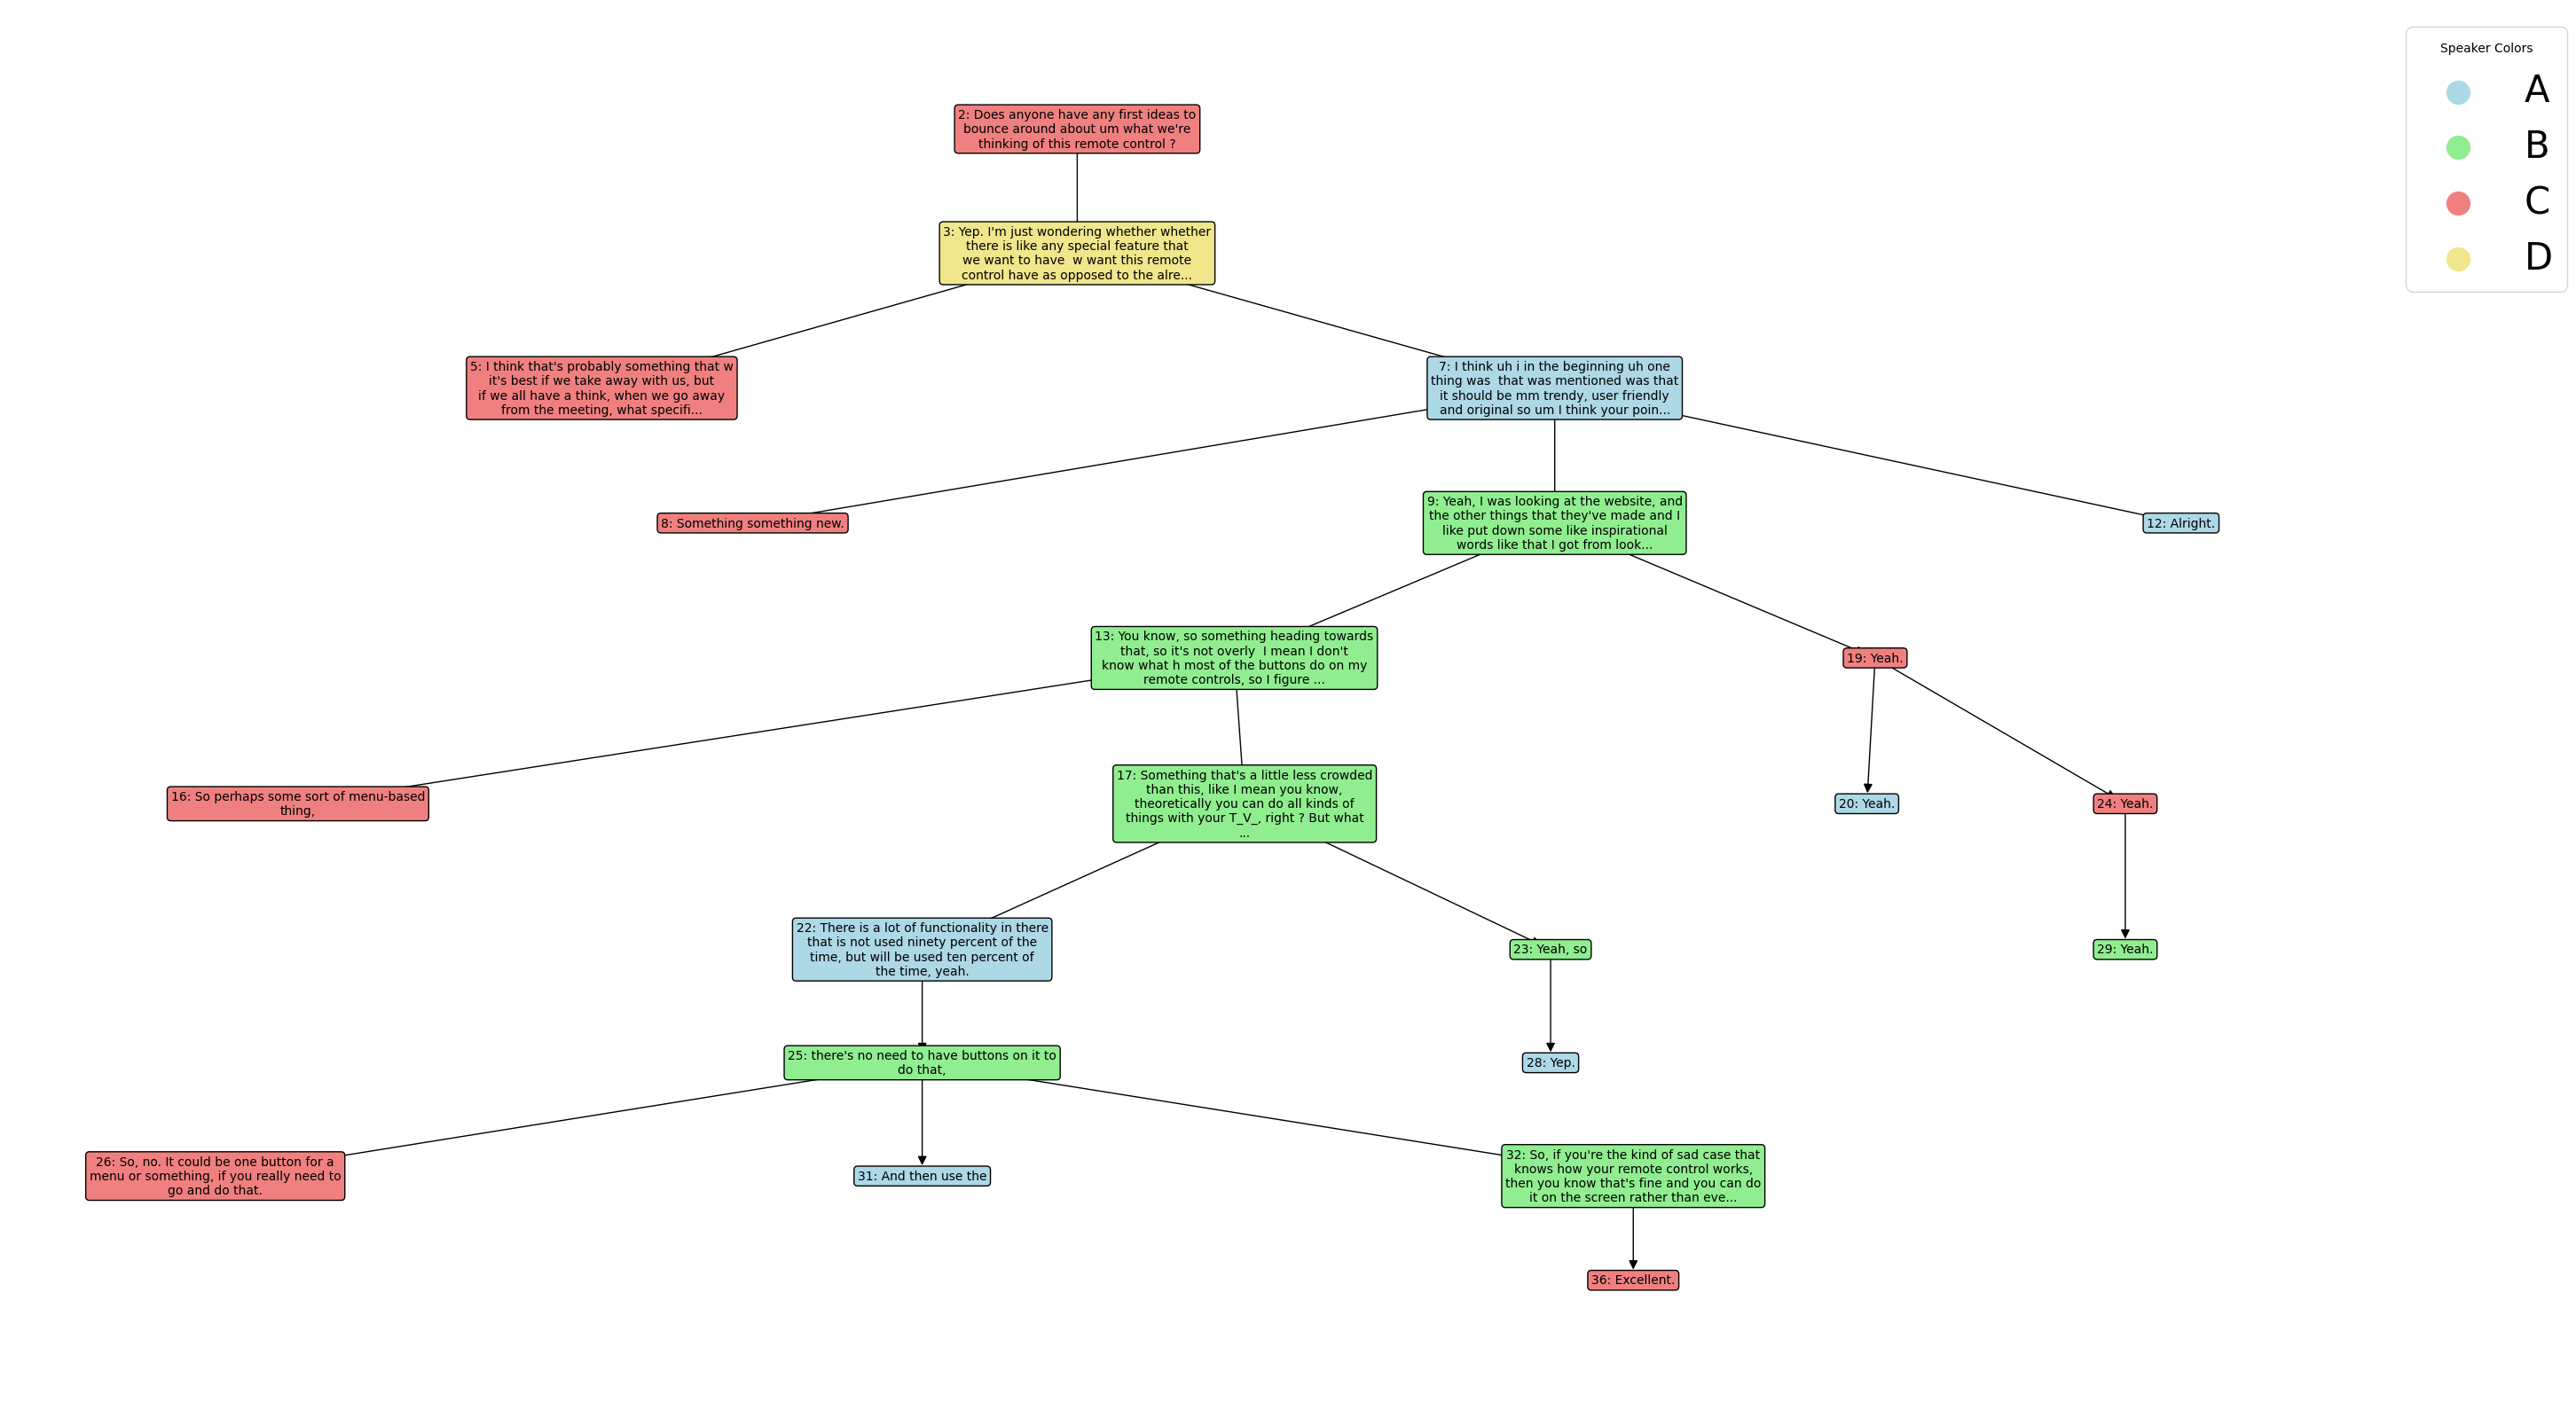 Speaker Colors
A
B
C
D
2: Does anyone have any first ideas to
bounce around about um what we're
thinking of this remote control ?
3: Yep. I'm just wondering whether whether
there is like any special feature that
we want to have  w want this remote
control have as opposed to the alre...
5: I think that's probably something that w
it's best if we take away with us, but
if we all have a think, when we go away
from the meeting, what specifi...
7: I think uh i in the beginning uh one
thing was  that was mentioned was that
it should be mm trendy, user friendly
and original so um I think your poin...
8: Something something new.
9: Yeah, I was looking at the website, and
the other things that they've made and I
like put down some like inspirational
words like that I got from look...
12: Alright.
13: You know, so something heading towards
that, so it's not overly  I mean I don't
know what h most of the buttons do on my
remote controls, so I figure ...
19: Yeah.
16: So perhaps some sort of menu-based
thing,
17: Something that's a little less crowded
than this, like I mean you know,
theoretically you can do all kinds of
things with your T_V_, right ? But what
...
20: Yeah.
24: Yeah.
22: There is a lot of functionality in there
that is not used ninety percent of the
time, but will be used ten percent of
the time, yeah.
23: Yeah, so
29: Yeah.
25: there's no need to have buttons on it to
do that,
28: Yep.
26: So, no. It could be one button for a
menu or something, if you really need to
go and do that.
31: And then use the
32: So, if you're the kind of sad case that
knows how your remote control works,
then you know that's fine and you can do
it on the screen rather than eve...
36: Excellent.